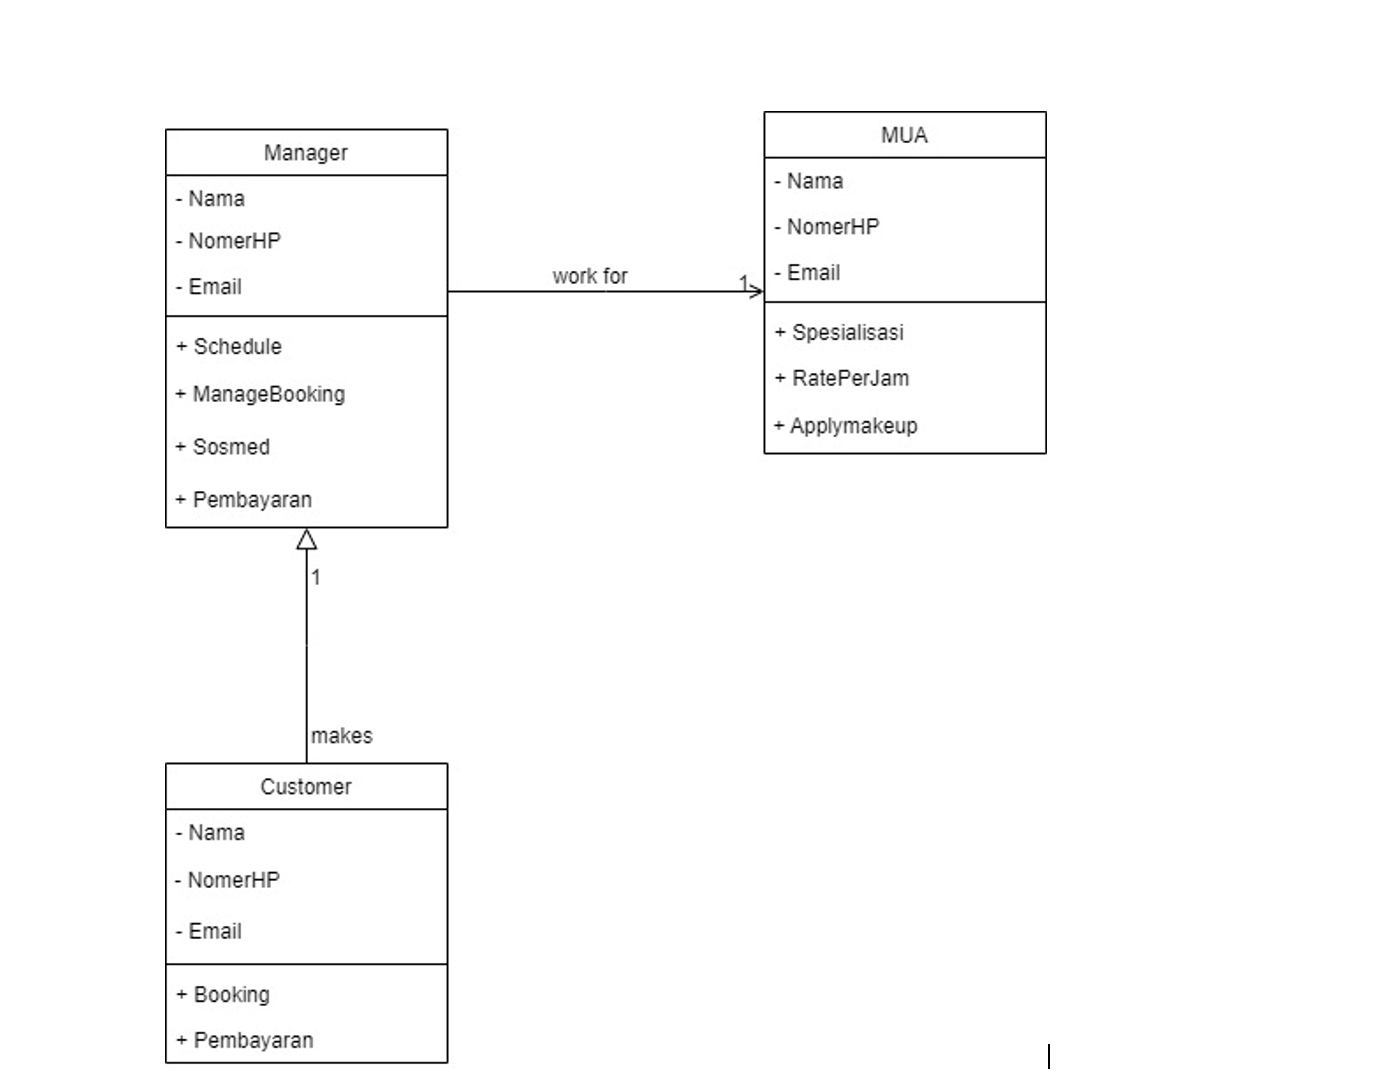 Manager
- Nama
- NomerHP
- Email
+ Schedule
+ ManageBooking
+ Sosmed
+ Pembayaran
work for
1
MUA
- Nama
- NomerHP
- Email
+ Spesialisasi
+ RatePerJam
+ Applymakeup
1
makes
Customer
- Nama
- NomerHP
- Email
+ Booking
+ Pembayaran